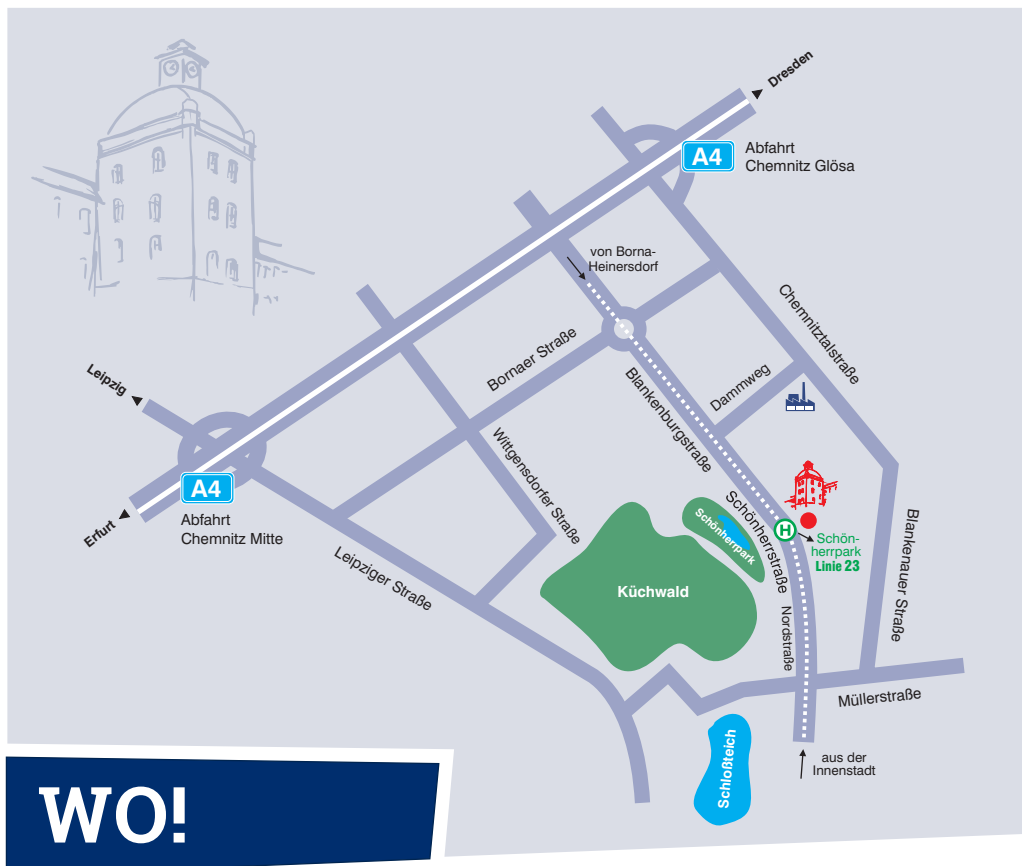 Dresden
A4
Abfahrt
Chemnitz Glösa
von Borna-
Heinersdorf
Chemnitztalstraße
Bornaer Straße
Leipzig
Dammweg
Blankenburgstraße
Wittgensdorfer Straße
A4
Abfahrt
Chemnitz Mitte
Erfurt
Leipziger Straße
Schönherrstraße
Schönherrpark
H
Schön-
herrpark
Linie 23
Blankenauer Straße
Küchwald
Nordstraße
Müllerstraße
Schloßteich
aus der
Innenstadt
WO!